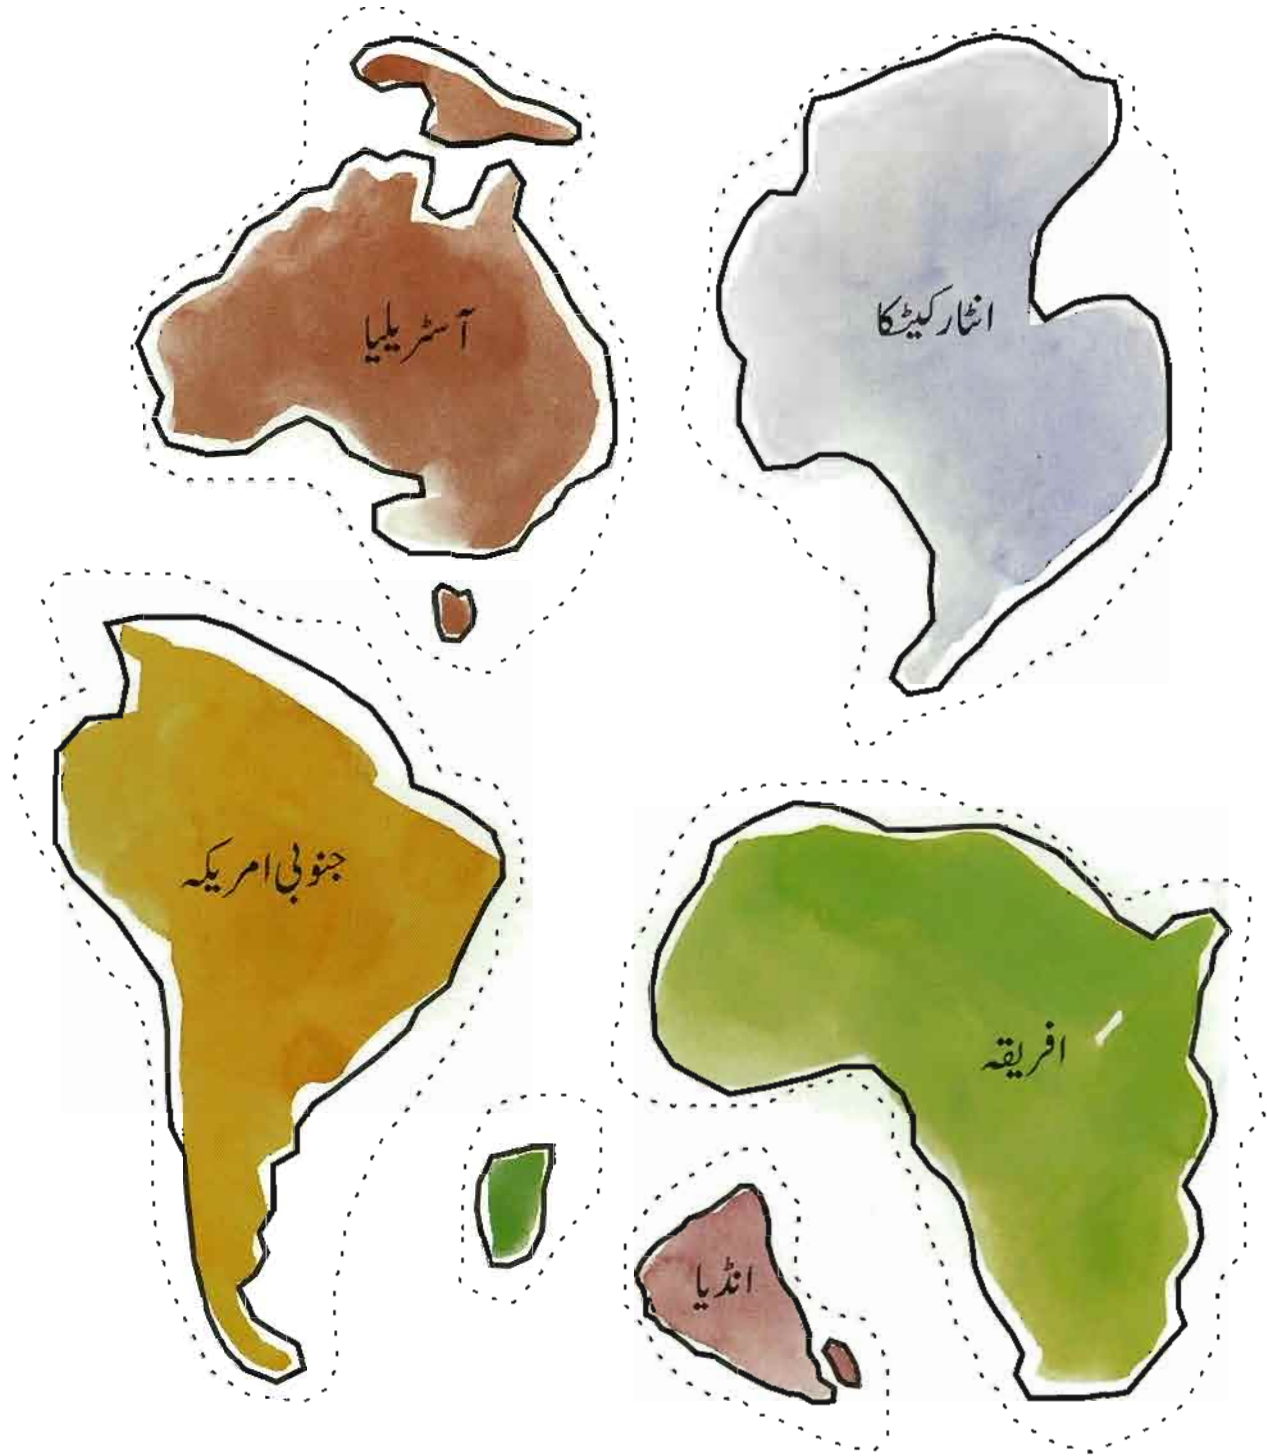 آسٹریلیا
انٹارکیٹکا
جنوبی امریکہ
افریقہ
انڈیا